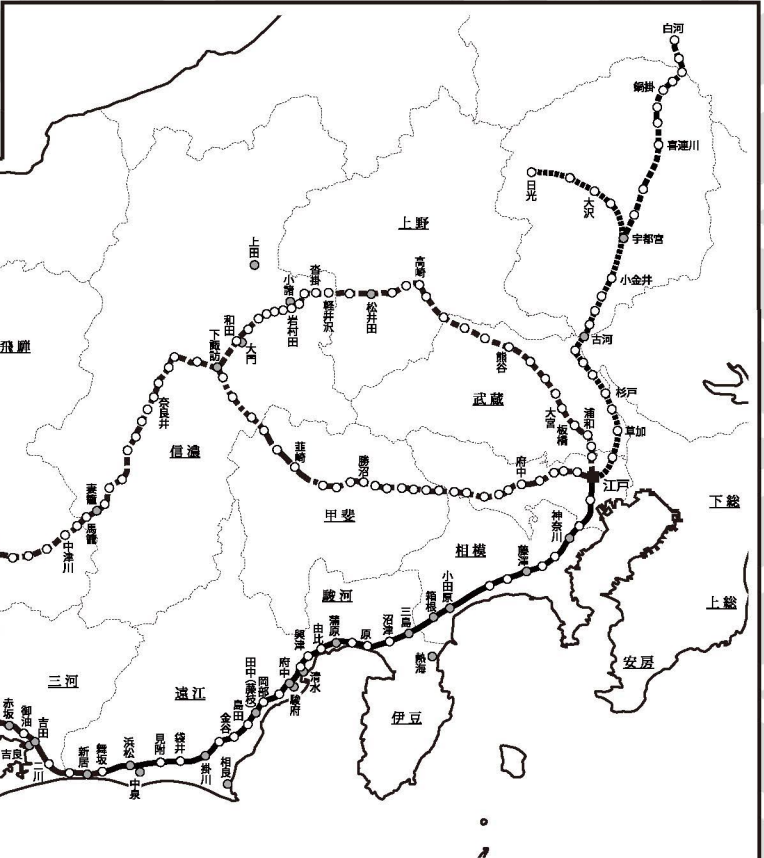 白河
鍋掛
喜連川
日光
大沢
宇都宮
小金井
古河
杉戸
草加
上野
上田
高崎
沓掛
小諸
軽井沢
松井田
岩村田
和田
大門
下諏訪
飛騨
熊谷
武蔵
大宮
板橋
浦和
奈良井
信濃
韮崎
勝沼
府中
江戸
甲斐
妻籠
馬籠
中津川
神奈川
下総
相模
藤澤
小田原
箱根
三島
沼津
原
駿河
蒲原
由比
興津
上総
安房
熱海
清水
府中
駿府
岡部
田中(藤枝)
島田
金谷
伊豆
三河
遠江
赤坂
御油
吉田
吉良
二川
新居
舞坂
浜松
中泉
見附
袋井
掛川
相良